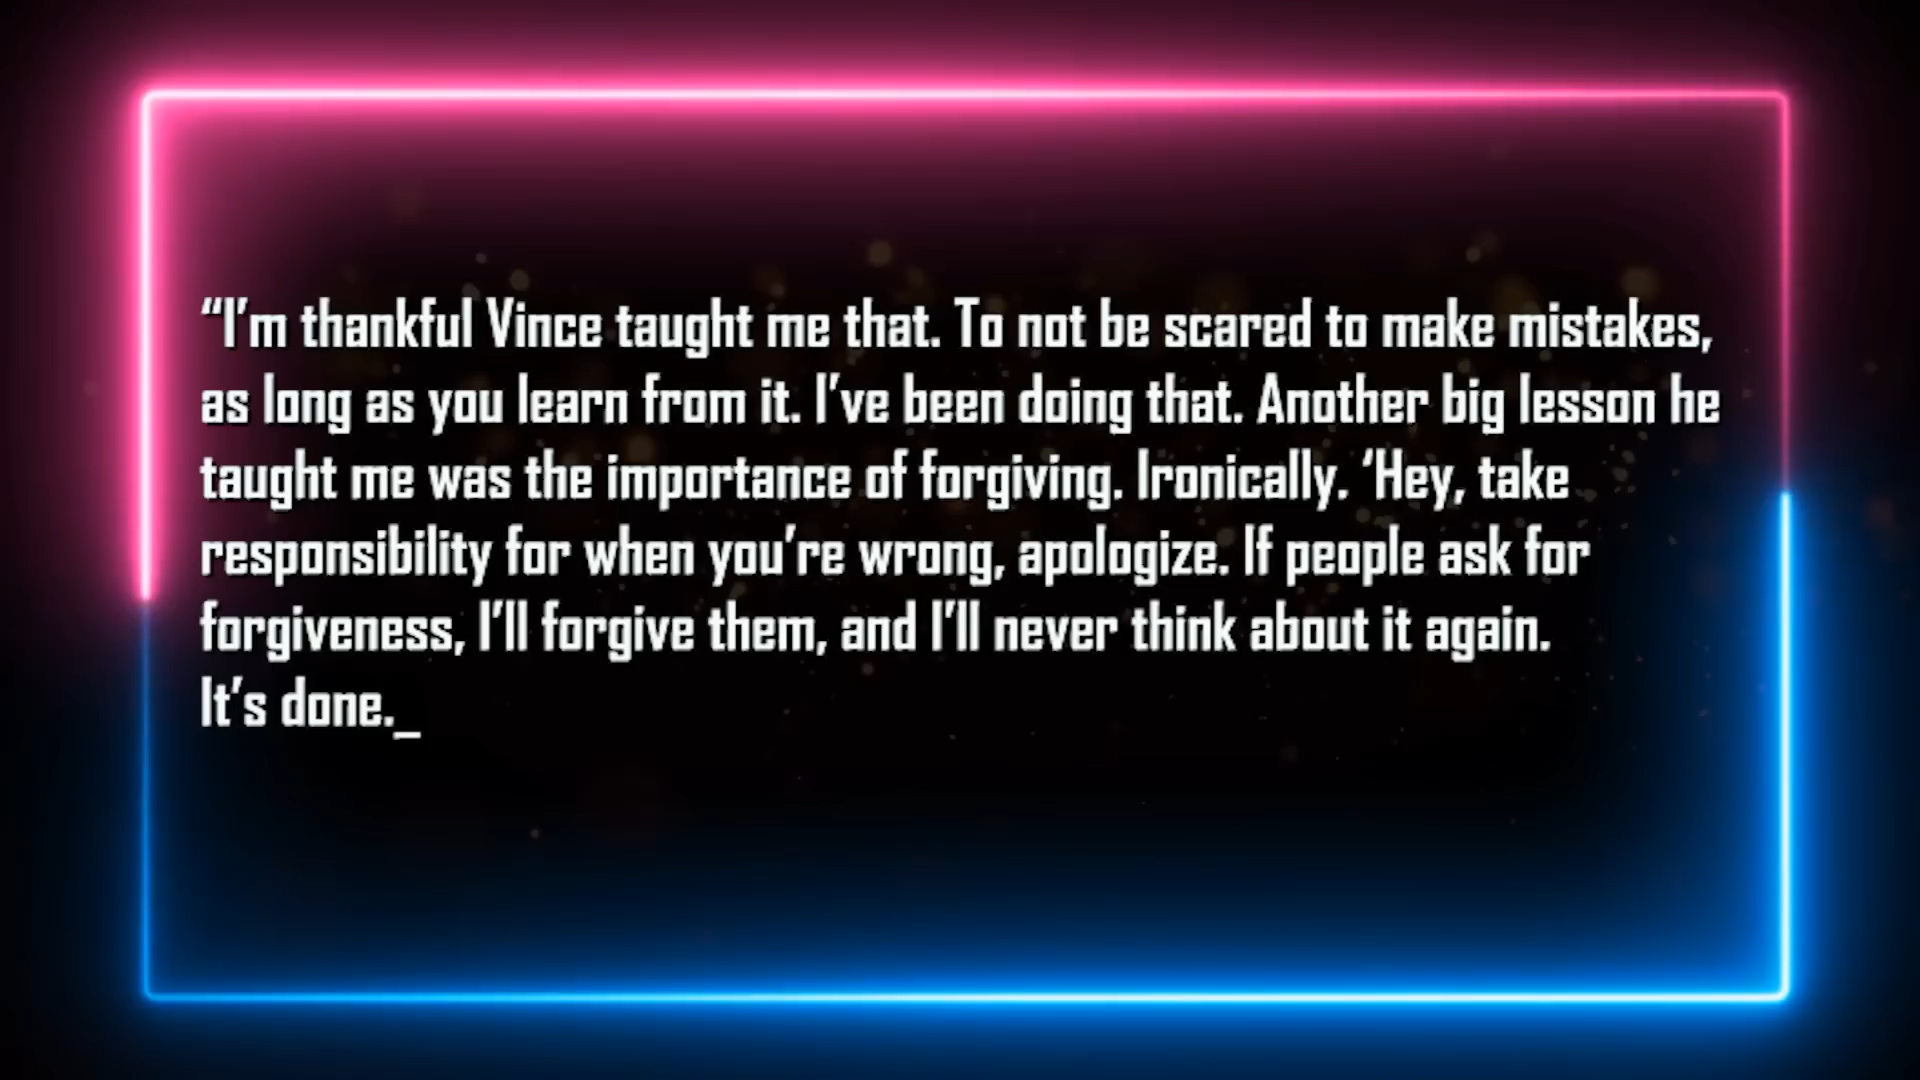 “I’m thankful Vince taught me that. To not be scared to make mistakes,
as long as you learn from it. I’ve been doing that. Another big lesson he
taught me was the importance of forgiving. Ironically. ‘Hey, take
responsibility for when you’re wrong, apologize. If people ask for
forgiveness, I’ll forgive them, and I’ll never think about it again.
It’s done._